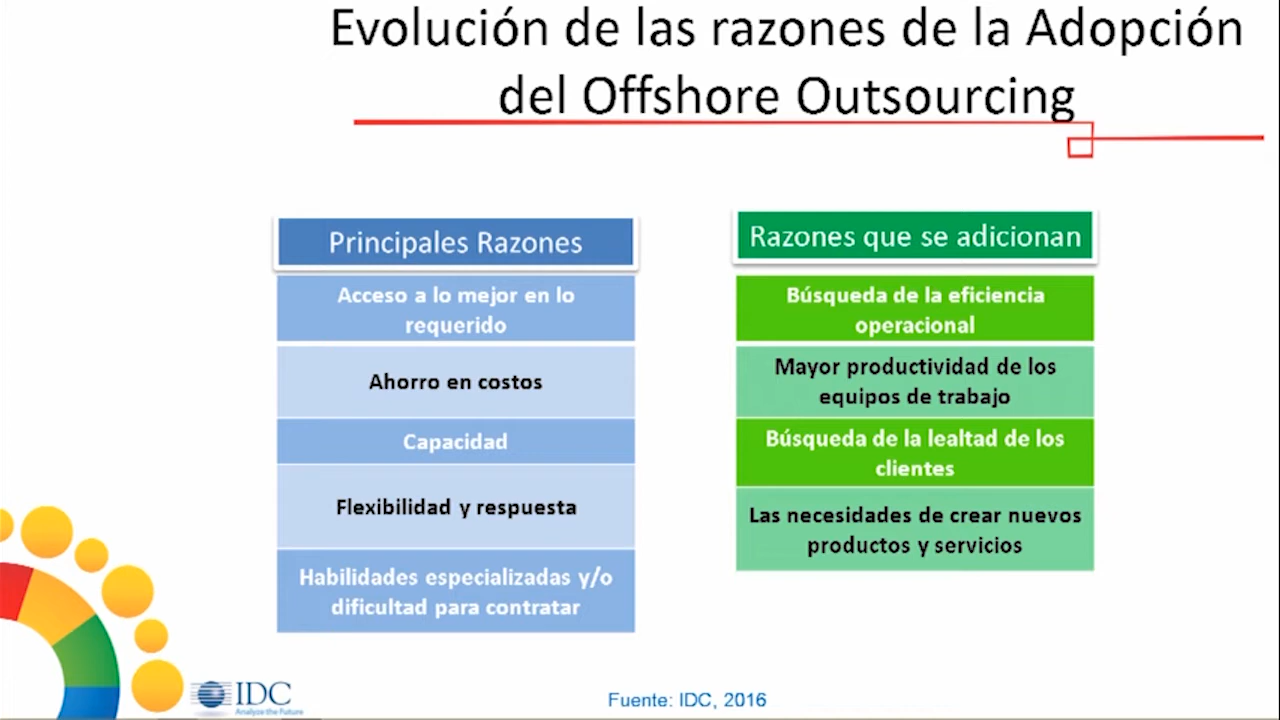 Evolución de las razones de la Adopción
del Offshore Outsourcing
Principales Razones
Acceso a lo mejor en lo
requerido
Ahorro en costos
Capacidad
Flexibilidad y respuesta
Habilidades especializadas y/o
dificultad para contratar
Razones que se adicionan
Búsqueda de la eficiencia
operacional
Mayor productividad de los
equipos de trabajo
Búsqueda de la lealtad de los
clientes
Las necesidades de crear nuevos
productos y servicios
IDC
Analyze the Future
Fuente: IDC, 2016